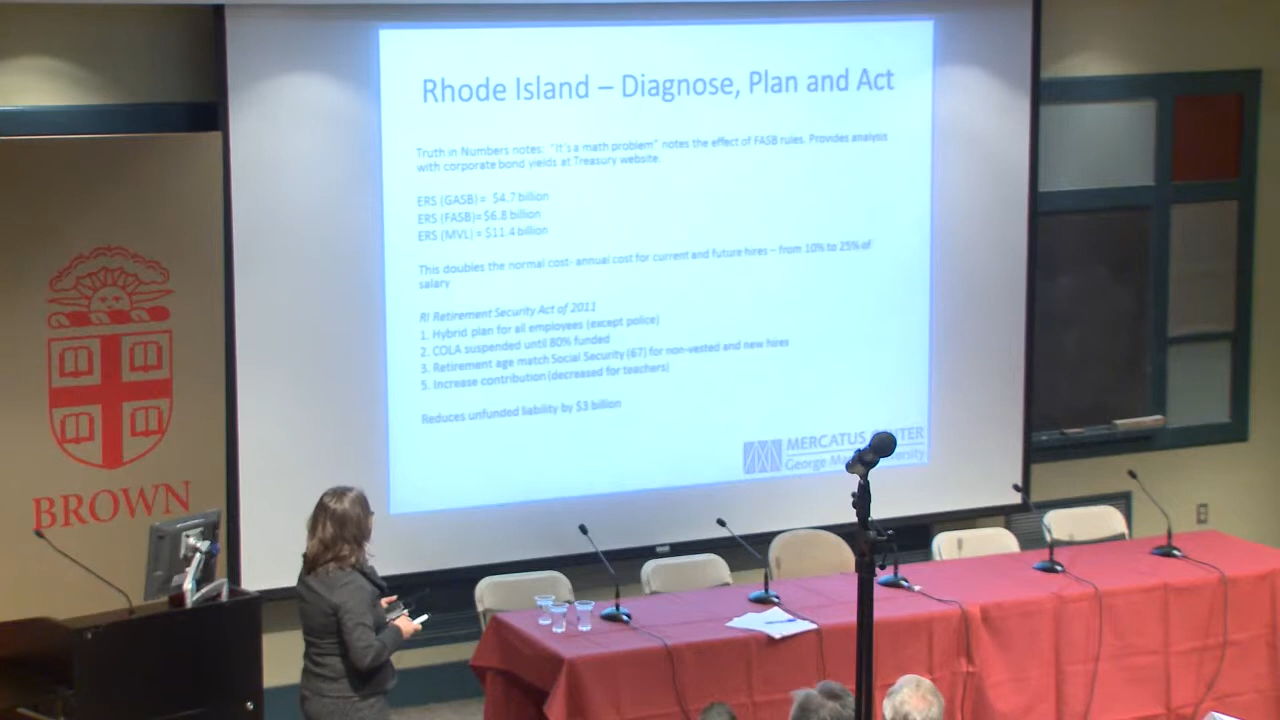 Rhode Island – Diagnose, Plan and Act
Truth in Numbers notes: "It's a math problem" notes the effect of FASB rules. Provides analysis
with corporate bond yields at Treasury website.
ERS (GASB) = $4.7 billion
ERS (FASB)= $6.8 billion
ERS (MVL) = $11.4 billion
This doubles the normal cost- annual cost for current and future hires – from 10% to 25% of
salary
RI Retirement Security Act of 2011
1. Hybrid plan for all employees (except police)
2. COLA suspended until 80% funded
3. Retirement age match Social Security (67) for non-vested and new hires
5. Increase contribution (decreased for teachers)
Reduces unfunded liability by $3 billion
MERCATUS
George
BROWN